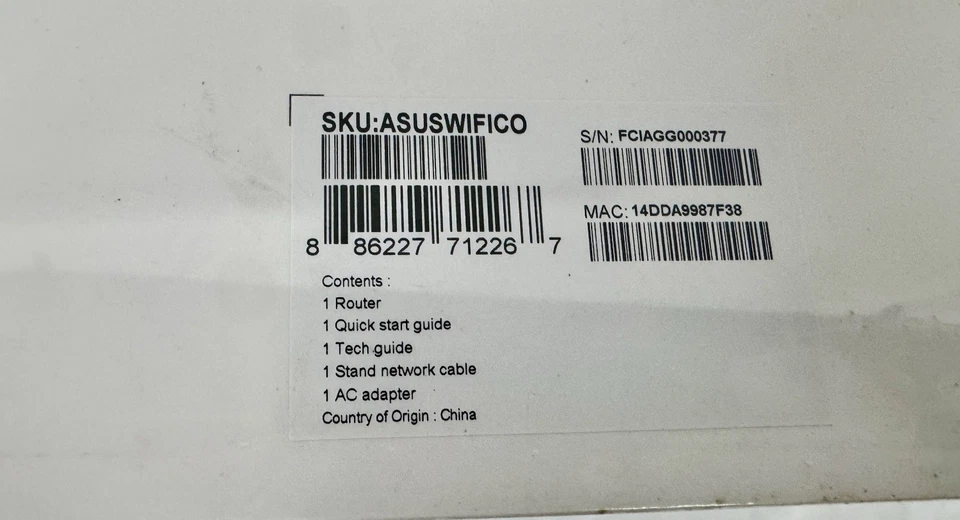 SKU:ASUSWIFICO
8 86227 71226 7
S/N: FCIAGG000377
MAC: 14DDA9987F38
Contents :
1 Router
1 Quick start guide
1 Tech guide
1 Stand network cable
1 AC adapter
Country of Origin : China